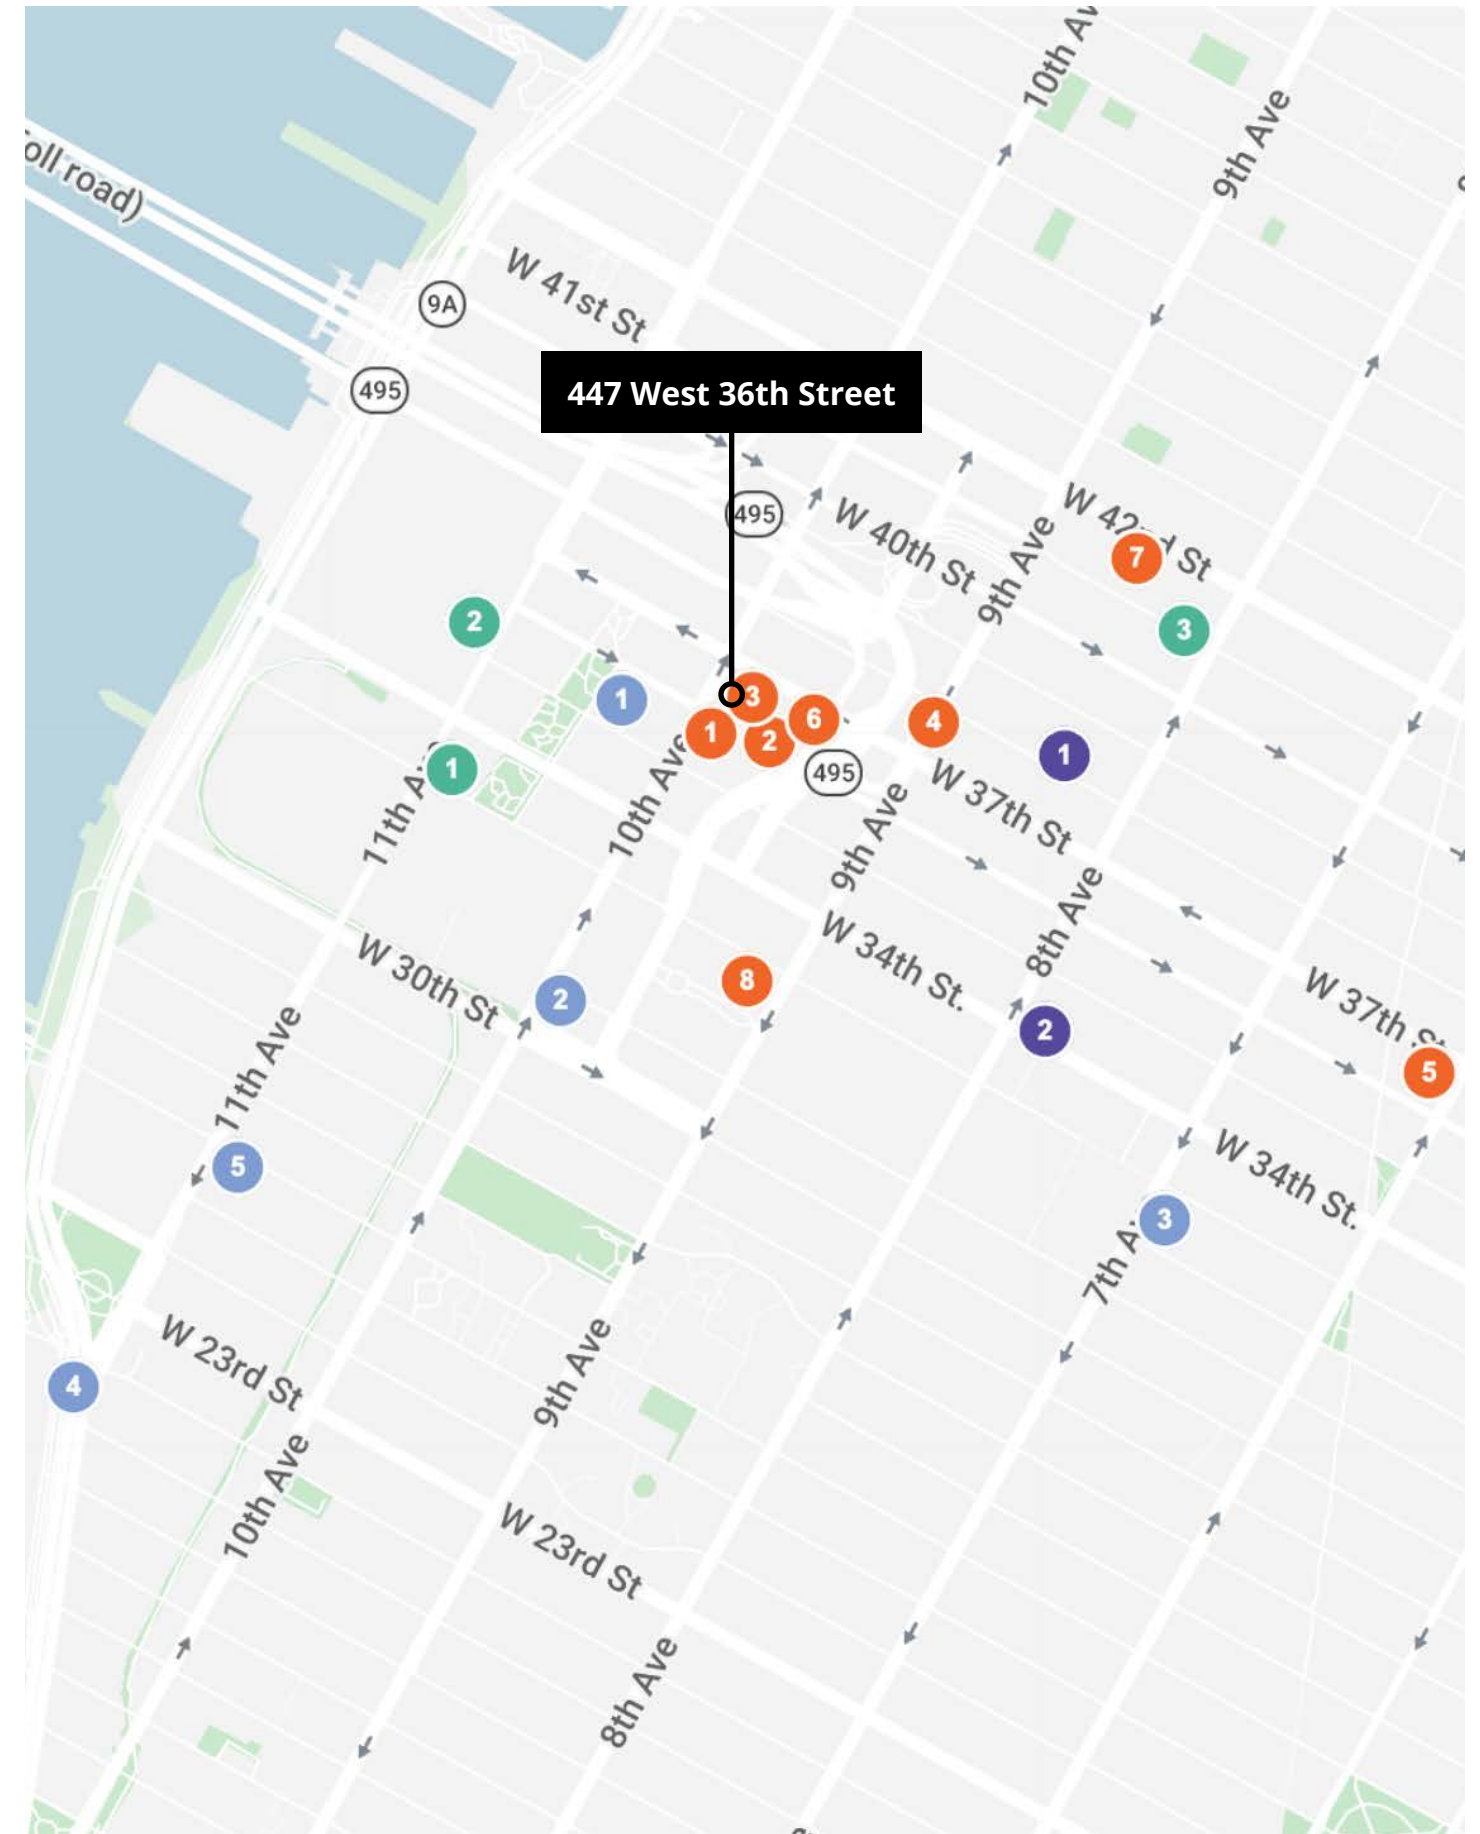 10th Av
9th Ave
oll road)
W 41st St
9A
495
447 West 36th Street
495
W 40th St
W 42nd St
9th Ave
7
2
3
1
3
1
2
6
4
1
495
1
11th A
10th Ave
W 37th St
9th Ave
8th Ave
W 34th St.
W 30th St
2
8
2
W 37th St
5
11th Ave
5
W 34th St.
3
7th A
W 23rd St
4
9th Ave
10th Ave
W 23rd St
8th Ave